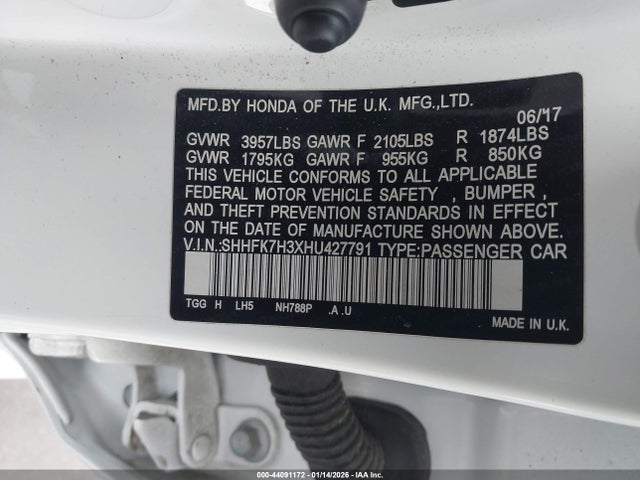 MFD.BY HONDA OF THE U.K. MFG.,LTD.
06/'17
GVWR 3957LBS GAWR F 2105LBS R 1874LBS
GVWR 1795KG GAWR F 955KG R 850KG
THIS VEHICLE CONFORMS TO ALL APPLICABLE
FEDERAL MOTOR VEHICLE SAFETY , BUMPER ,
AND THEFT PREVENTION STANDARDS IN EFFECT
ON THE DATE OF MANUFACTURE SHOWN ABOVE.
V.I.N.:SHHFK7H3XHU427791 TYPE:PASSENGER CAR
TGG H LH5 NH788P .A .U
MADE IN U.K.
000-44091172 - 01/14/2026 - IAA Inc.